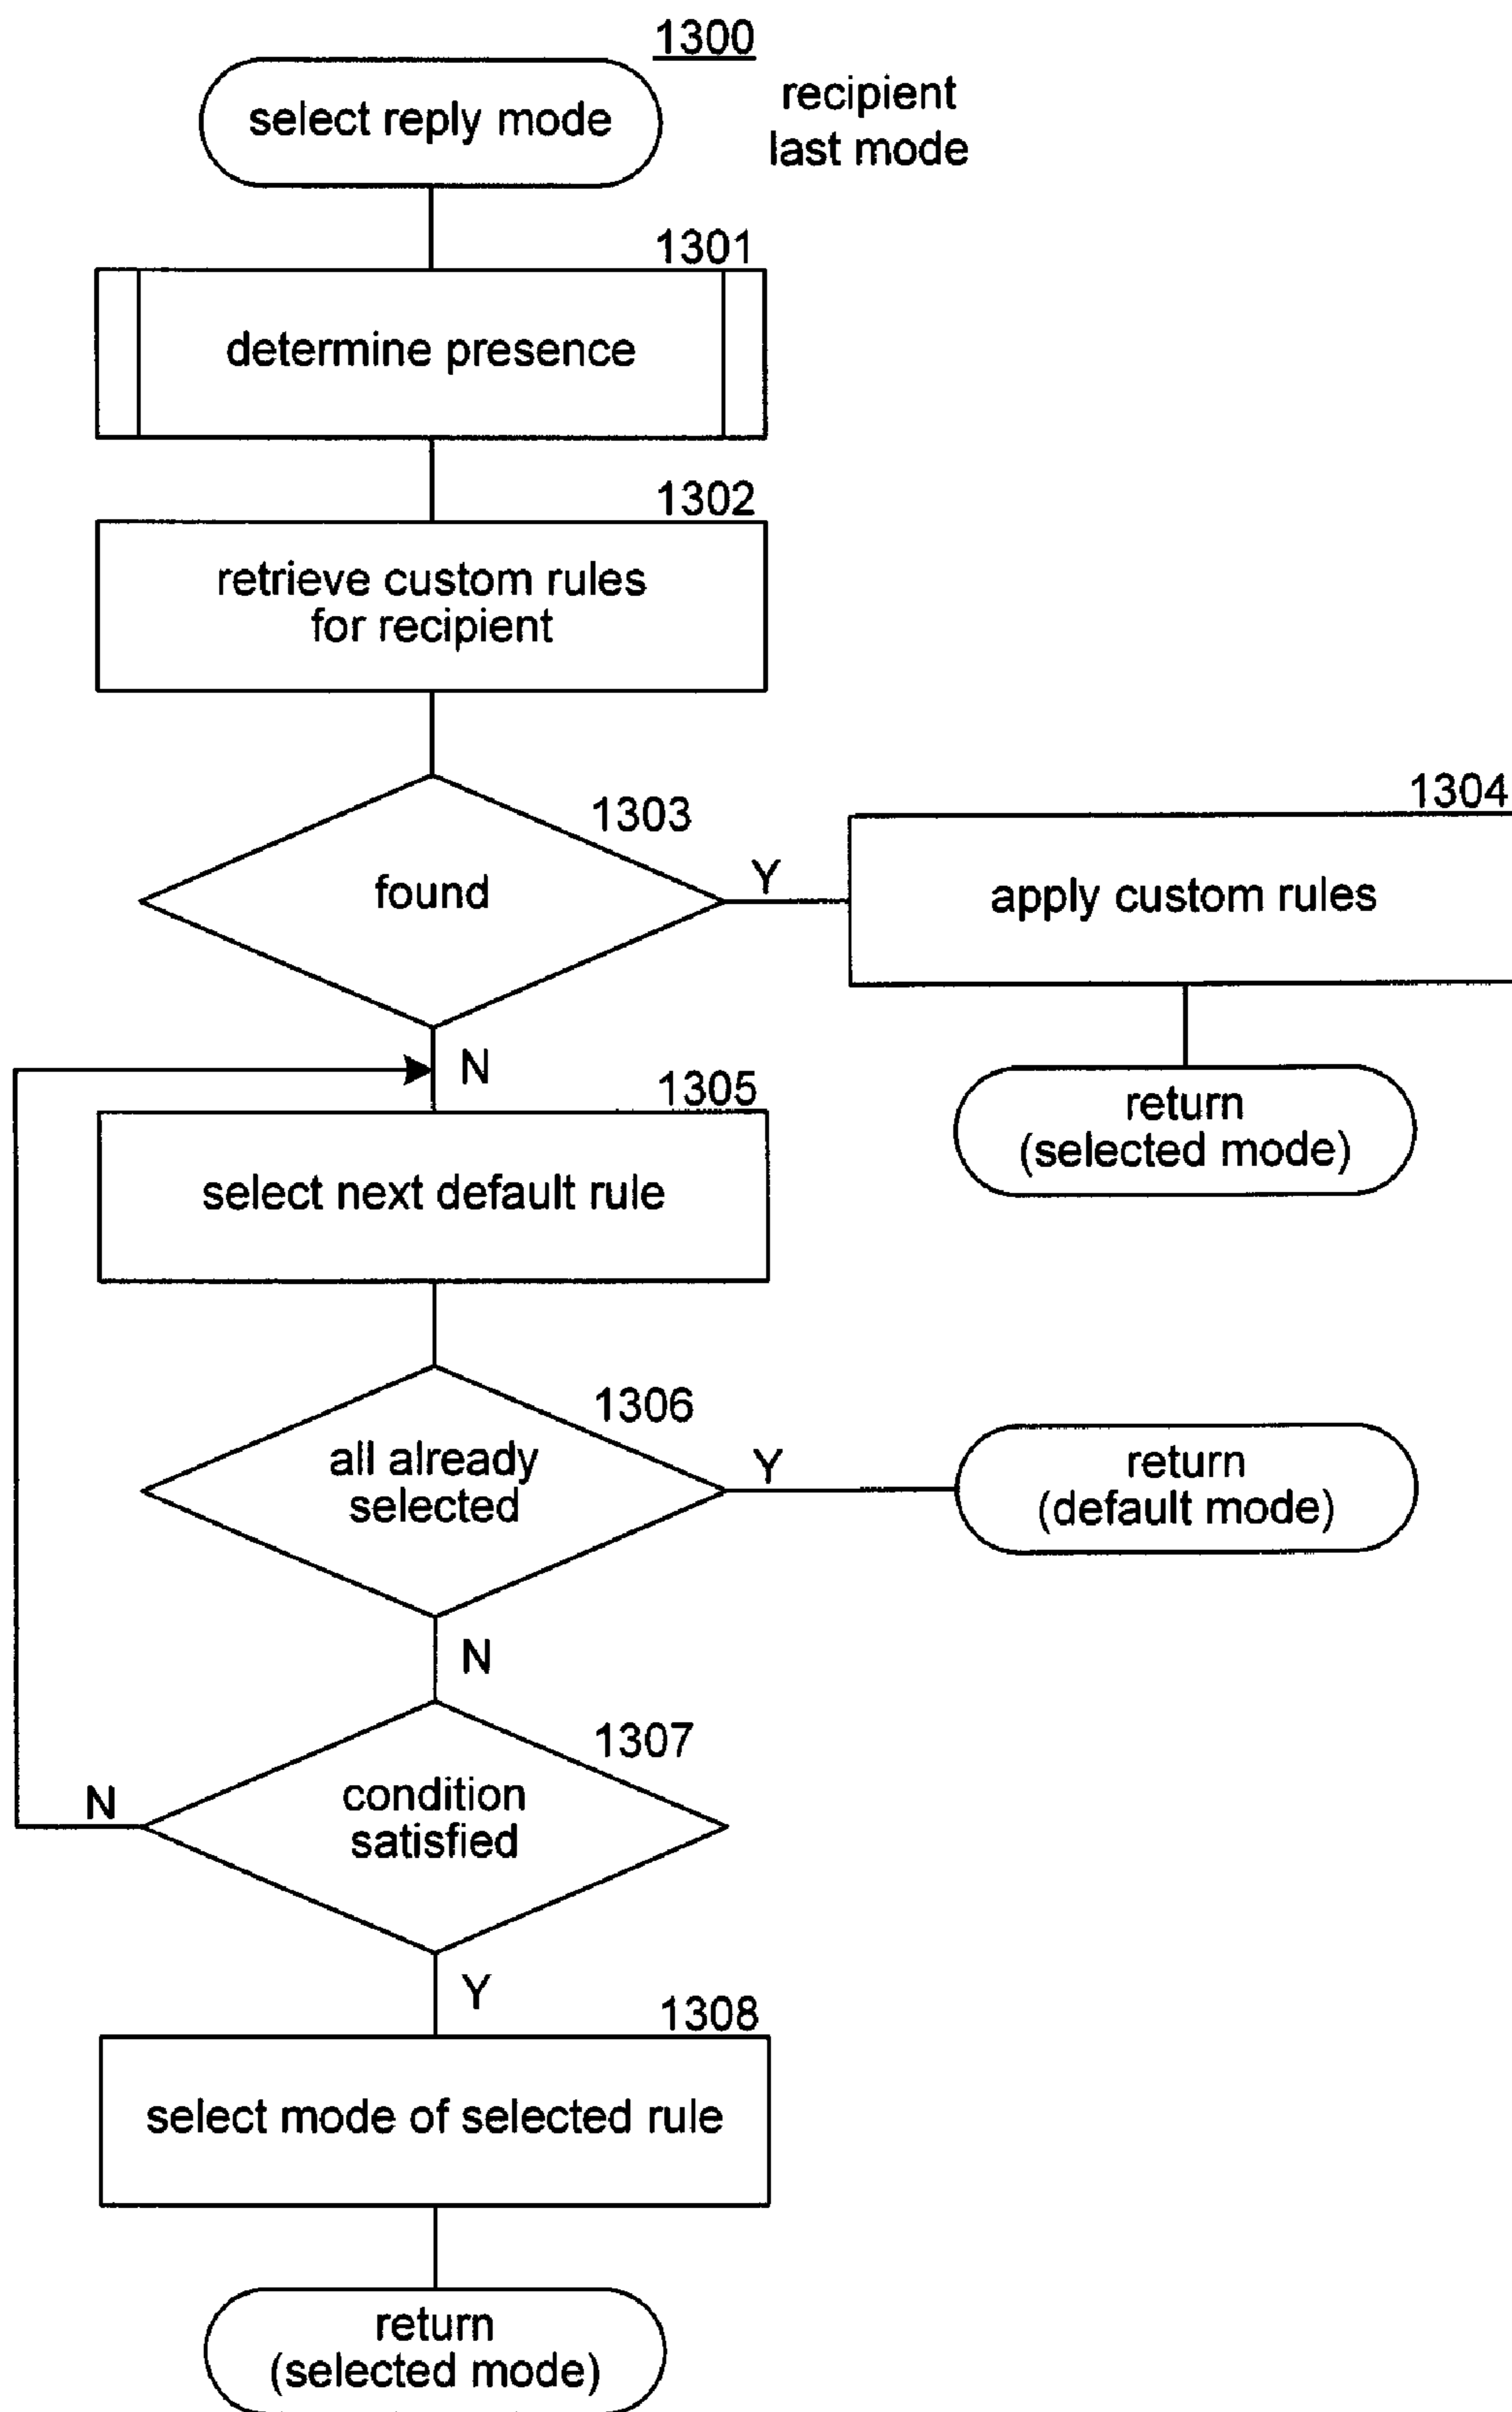 1300
select reply mode
recipient
last mode
1301
determine presence
1302
retrieve custom rules
for recipient
1303
found
Y
1304
apply custom rules
return
(selected mode)
N
1305
select next default rule
1306
all already
selected
Y
return
(default mode)
N
1307
condition
satisfied
N
Y
1308
select mode of selected rule
return
(selected mode)